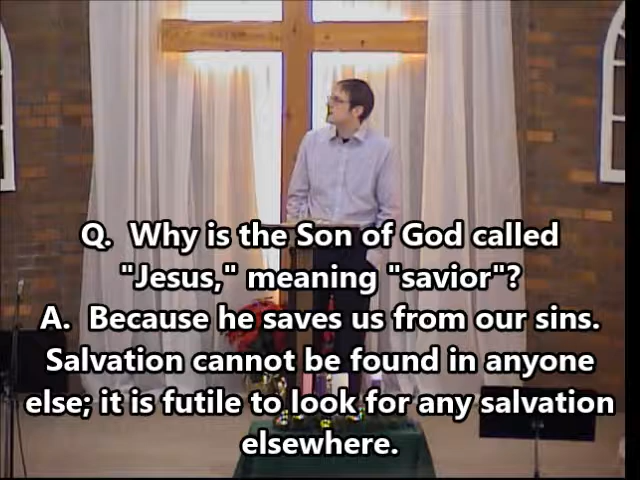 Q.  Why is the Son of God called
"Jesus," meaning "savior"?
A.  Because he saves us from our sins.
Salvation cannot be found in anyone
else; it is futile to look for any salvation
elsewhere.